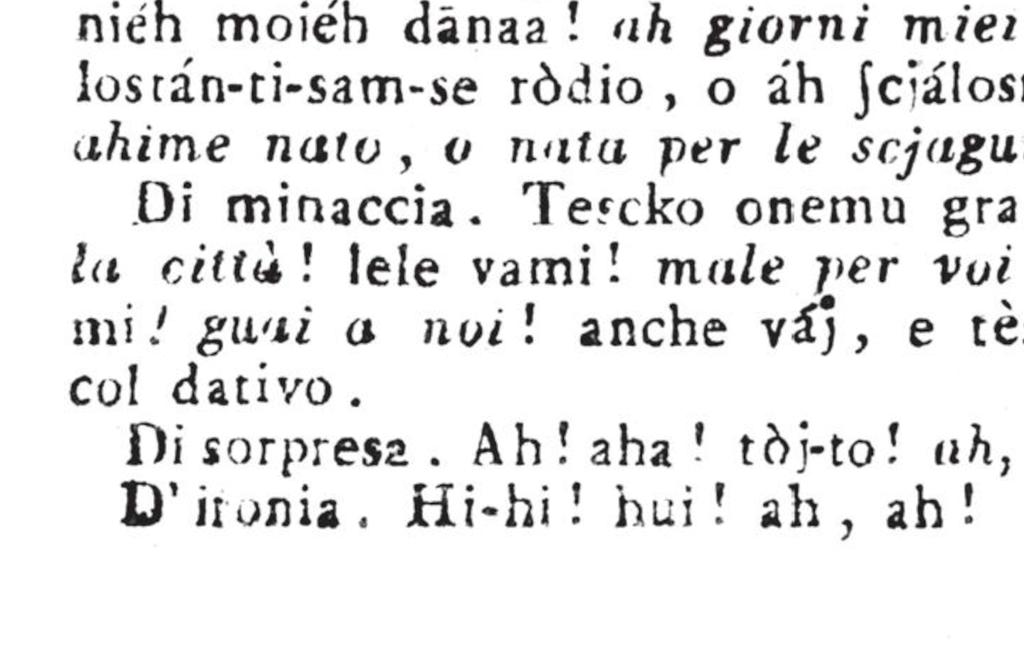 niéh moiéh dānaa! ah giorni miei
lostán-ti-sam-se ròdio, o áh ʃcjálost
ahime nato, o nata per le scjagu
Di minaccia. Tescko onemu gra
la città! lele vami! male per voi
mi! guai a noi! anche váj, e tè
col dativo.
Di sorpresa. Ah! aha! tòj-to! ah,
D'ironia. Hi-hi! hui! ah, ah!